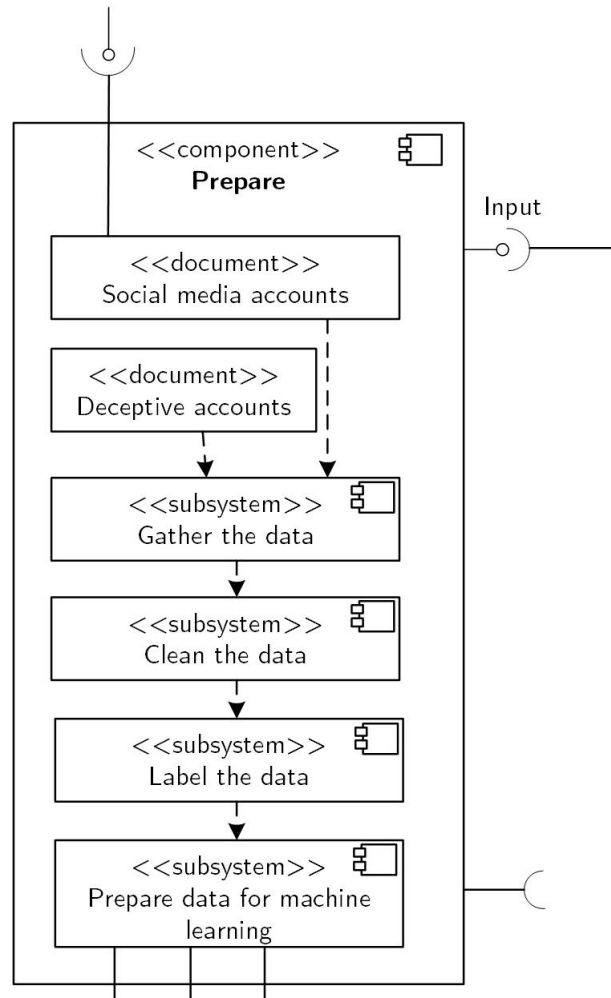 <<component>>
Prepare
Input
<<document>>
Social media accounts
<<document>>
Deceptive accounts
<<subsystem>>
Gather the data
<<subsystem>>
Clean the data
<<subsystem>>
Label the data
<<subsystem>>
Prepare data for machine
learning